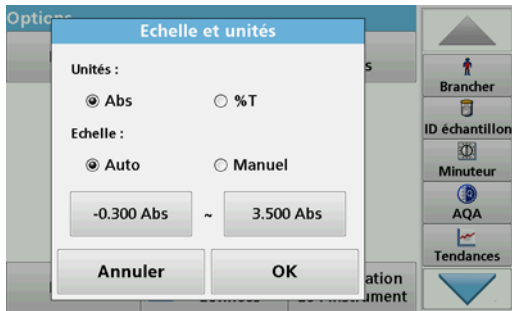 Options
Echelle et unités
Unités :
Abs
%T
Echelle :
Auto
Manuel
-0.300 Abs
~
3.500 Abs
Annuler
OK
Brancher
ID échantillon
Minuteur
AQA
Tendances